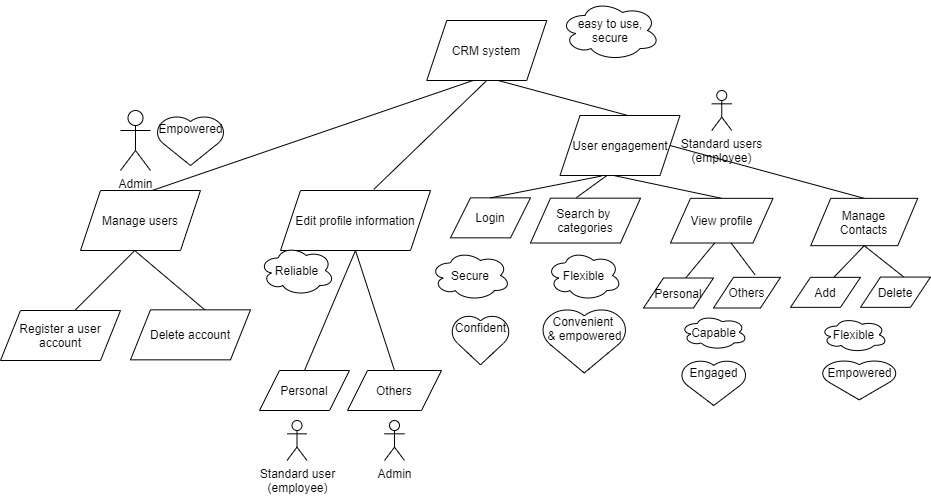 easy to use,
secure
CRM system
Empowered
Admin
User engagement
Standard users
(employee)
Manage users
Edit profile information
Login
Search by
categories
View profile
Manage
Contacts
Reliable
Secure
Flexible
Personal
Others
Add
Delete
Register a user
account
Delete account
Confident
Convenient
& empowered
Capable
Flexible
Engaged
Empowered
Personal
Others
Standard user
(employee)
Admin